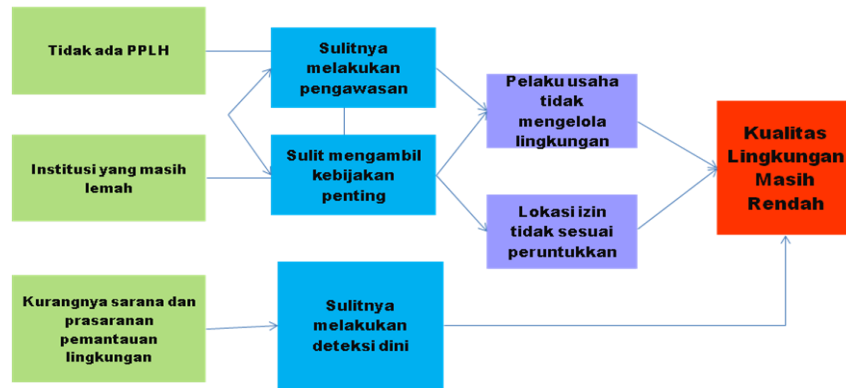 Tidak ada PPLH
Sulitnya
melakukan
pengawasan
Pelaku usaha
tidak
mengelola
lingkungan
Kualitas
Lingkungan
Masih
Rendah
Institusi yang masih
lemah
Sulit mengambil
kebijakan
penting
Lokasi izin
tidak sesuai
peruntukkan
Kurangnya sarana dan
prasaranan
pemantauan
lingkungan
Sulitnya
melakukan
deteksi dini